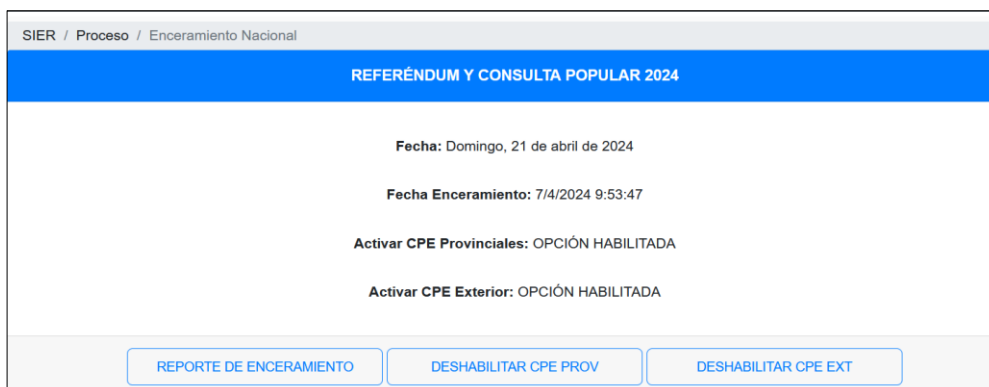 SIER / Proceso / Enceramiento Nacional
REFERÉNDUM Y CONSULTA POPULAR 2024
Fecha: Domingo, 21 de abril de 2024
Fecha Enceramiento: 7/4/2024 9:53:47
Activar CPE Provinciales: OPCIÓN HABILITADA
Activar CPE Exterior: OPCIÓN HABILITADA
REPORTE DE ENCERAMIENTO DESHABILITAR CPE PROV DESHABILITAR CPE EXT